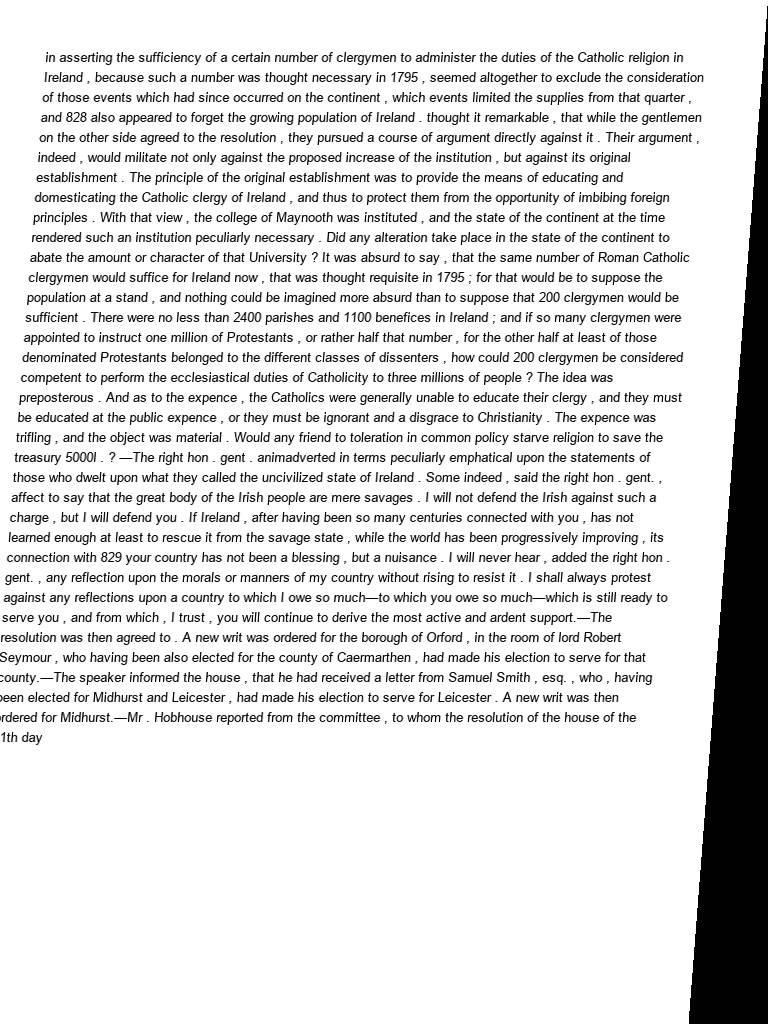 in asserting the sufficiency of a certain number of clergymen to administer the duties of the Catholic religion in
Ireland , because such a number was thought necessary in 1795 , seemed altogether to exclude the consideration
of those events which had since occurred on the continent , which events limited the supplies from that quarter ,
and 828 also appeared to forget the growing population of Ireland . thought it remarkable , that while the gentlemen
on the other side agreed to the resolution , they pursued a course of argument directly against it . Their argument ,
indeed , would militate not only against the proposed increase of the institution , but against its original
establishment . The principle of the original establishment was to provide the means of educating and
domesticating the Catholic clergy of Ireland , and thus to protect them from the opportunity of imbibing foreign
principles . With that view , the college of Maynooth was instituted , and the state of the continent at the time
rendered such an institution peculiarly necessary . Did any alteration take place in the state of the continent to
abate the amount or character of that University ? It was absurd to say , that the same number of Roman Catholic
clergymen would suffice for Ireland now , that was thought requisite in 1795 ; for that would be to suppose the
population at a stand , and nothing could be imagined more absurd than to suppose that 200 clergymen would be
sufficient . There were no less than 2400 parishes and 1100 benefices in Ireland ; and if so many clergymen were
appointed to instruct one million of Protestants , or rather half that number , for the other half at least of those
denominated Protestants belonged to the different classes of dissenters , how could 200 clergymen be considered
competent to perform the ecclesiastical duties of Catholicity to three millions of people ? The idea was
preposterous . And as to the expence , the Catholics were generally unable to educate their clergy , and they must
be educated at the public expence , or they must be ignorant and a disgrace to Christianity . The expence was
trifling , and the object was material . Would any friend to toleration in common policy starve religion to save the
treasury 5000l . ? —The right hon . gent . animadverted in terms peculiarly emphatical upon the statements of
those who dwelt upon what they called the uncivilized state of Ireland . Some indeed , said the right hon . gent. ,
affect to say that the great body of the Irish people are mere savages . I will not defend the Irish against such a
charge , but I will defend you . If Ireland , after having been so many centuries connected with you , has not
learned enough at least to rescue it from the savage state , while the world has been progressively improving , its
connection with 829 your country has not been a blessing , but a nuisance . I will never hear , added the right hon .
gent. , any reflection upon the morals or manners of my country without rising to resist it . I shall always protest
against any reflections upon a country to which I owe so much—to which you owe so much—which is still ready to
serve you , and from which , I trust , you will continue to derive the most active and ardent support.—The
resolution was then agreed to . A new writ was ordered for the borough of Orford , in the room of lord Robert
Seymour , who having been also elected for the county of Caermarthen , had made his election to serve for that
county.—The speaker informed the house , that he had received a letter from Samuel Smith , esq. , who , having
been elected for Midhurst and Leicester , had made his election to serve for Leicester . A new writ was then
ordered for Midhurst.—Mr . Hobhouse reported from the committee , to whom the resolution of the house of the
1th day